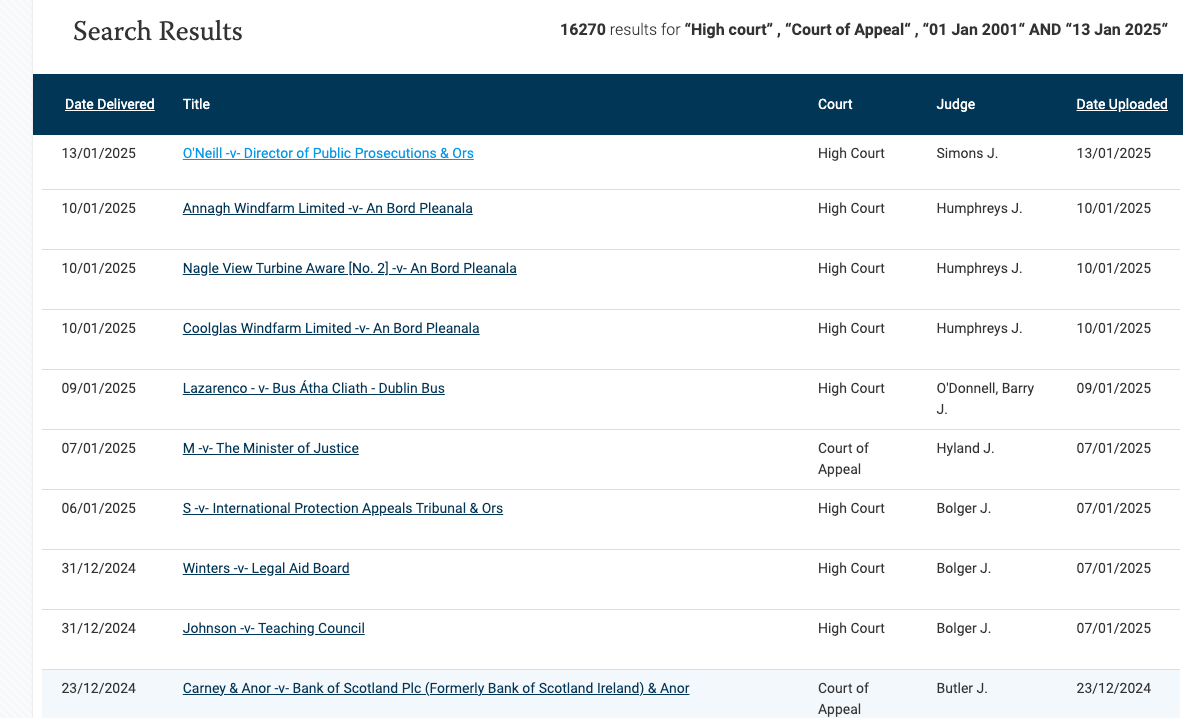 Search Results
16270 results for “High court” , “Court of Appeal“ , “01 Jan 2001“ AND “13 Jan 2025“
Date Delivered Title Court Judge Date Uploaded
13/01/2025 O'Neill -v- Director of Public Prosecutions & Ors High Court Simons J. 13/01/2025
10/01/2025 Annagh Windfarm Limited -v- An Bord Pleanala High Court Humphreys J. 10/01/2025
10/01/2025 Nagle View Turbine Aware [No. 2] -v- An Bord Pleanala High Court Humphreys J. 10/01/2025
10/01/2025 Coolglas Windfarm Limited -v- An Bord Pleanala High Court Humphreys J. 10/01/2025
09/01/2025 Lazarenco - v- Bus Átha Cliath - Dublin Bus High Court O'Donnell, Barry 09/01/2025
J.
07/01/2025 M -v- The Minister of Justice Court of Hyland J. 07/01/2025
Appeal
06/01/2025 S -v- International Protection Appeals Tribunal & Ors High Court Bolger J. 07/01/2025
31/12/2024 Winters -v- Legal Aid Board High Court Bolger J. 07/01/2025
31/12/2024 Johnson -v- Teaching Council High Court Bolger J. 07/01/2025
23/12/2024 Carney & Anor -v- Bank of Scotland Plc (Formerly Bank of Scotland Ireland) & Anor Court of Butler J. 23/12/2024
Appeal